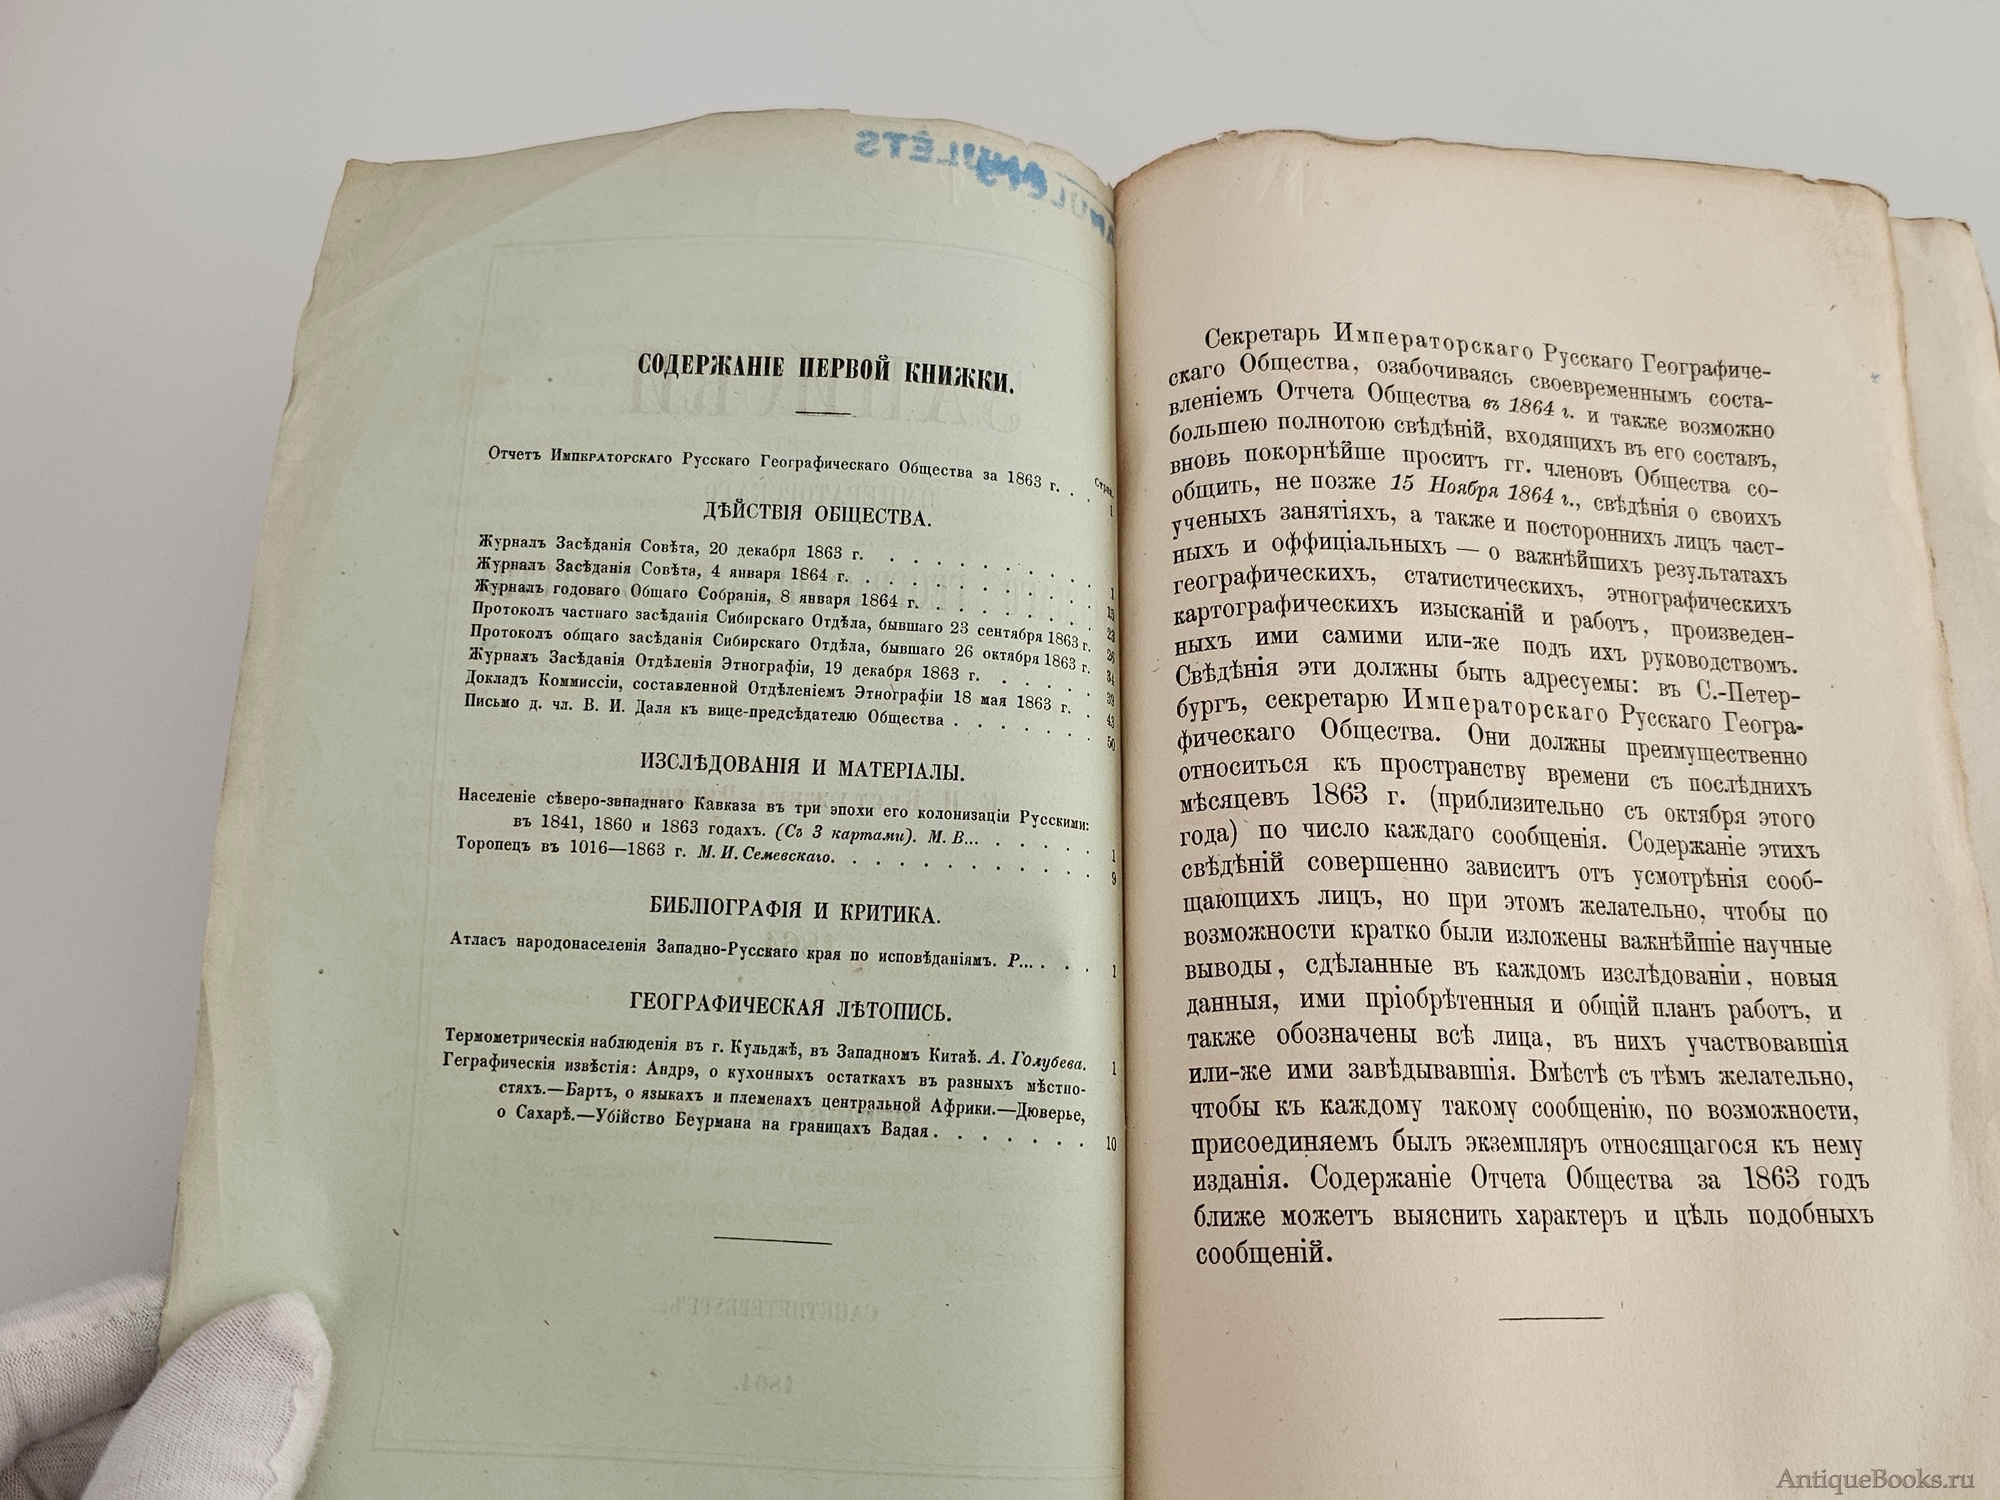 СОДЕРЖАНІЕ ПЕРВОЙ КНИЖКИ.
Стран.
Отчетъ Императорскаго Русскаго Географическаго Общества за 1863 г. . . 1
ДѢЙСТВІЯ ОБЩЕСТВА.
Журналъ Засѣданія Совѣта, 20 декабря 1863 г. . . . . . . . . . 1
Журналъ Засѣданія Совѣта, 4 января 1864 г. . . . . . . . . . . 15
Журналъ годоваго Общаго Собранія, 8 января 1864 г. . . . . . . . 23
Протоколъ частнаго засѣданія Сибирскаго Отдѣла, бывшаго 23 сентября 1863 г. 26
Протоколъ общаго засѣданія Сибирскаго Отдѣла, бывшаго 26 октября 1863 г. 34
Журналъ Засѣданія Отдѣленія Этнографіи, 19 декабря 1863 г. . . . . . 39
Докладъ Коммиссіи, составленной Отдѣленіемъ Этнографіи 18 мая 1863 г. . 43
Письмо д. чл. В. И. Даля къ вице-предсѣдателю Общества . . . . . . . 50
ИЗСЛѢДОВАНІЯ И МАТЕРІАЛЫ.
Населеніе сѣверо-западнаго Кавказа въ три эпохи его колонизаціи Русскими:
въ 1841, 1860 и 1863 годахъ. (Съ 3 картами). М. В... . . . . . . 1
Торопецъ въ 1016—1863 г. М. И. Семевскаго. . . . . . . . . . . 9
БИБЛІОГРАФІЯ И КРИТИКА.
Атласъ народонаселенія Западно-Русскаго края по исповѣданіямъ. Р... . . . 1
ГЕОГРАФИЧЕСКАЯ ЛѢТОПИСЬ.
Термометрическія наблюденія въ г. Кульджѣ, въ Западномъ Китаѣ. А. Голубева. 1
Геграфическія извѣстія: Андрэ, о кухонныхъ остаткахъ въ разныхъ мѣстно-
стяхъ.—Бартъ, о языкахъ и племенахъ центральной Африки.—Дюверье,
о Сахарѣ.—Убійство Беурмана на границахъ Вадая . . . . . . . . 10
Секретарь Императорскаго Русскаго Географиче-
скаго Общества, озабочиваясь своевременнымъ соста-
вленіемъ Отчета Общества въ 1864 г. и также возможно
большею полнотою свѣдѣній, входящихъ въ его составъ,
вновь покорнѣйше проситъ гг. членовъ Общества со-
общить, не позже 15 Ноября 1864 г., свѣдѣнія о своихъ
ученыхъ занятіяхъ, а также и постороннихъ лицъ част-
ныхъ и оффиціальныхъ — о важнѣйшихъ результатахъ
географическихъ, статистическихъ, этнографическихъ
картографическихъ изысканій и работъ, произведен-
ныхъ ими самими или-же подъ ихъ руководствомъ.
Свѣдѣнія эти должны быть адресуемы: въ С.-Петер-
бургъ, секретарю Императорскаго Русскаго Геогра-
фическаго Общества. Они должны преимущественно
относиться къ пространству времени съ послѣднихъ
мѣсяцевъ 1863 г. (приблизительно съ октября этого
года) по число каждаго сообщенія. Содержаніе этихъ
свѣдѣній совершенно зависитъ отъ усмотрѣнія сооб-
щающихъ лицъ, но при этомъ желательно, чтобы по
возможности кратко были изложены важнѣйшіе научные
выводы, сдѣланные въ каждомъ изслѣдованіи, новыя
данныя, ими пріобрѣтенныя и общій планъ работъ, и
также обозначены всѣ лица, въ нихъ участвовавшія
или-же ими завѣдывавшія. Вмѣстѣ съ тѣмъ желательно,
чтобы къ каждому такому сообщенію, по возможности,
присоединяемъ былъ экземпляръ относящагося къ нему
изданія. Содержаніе Отчета Общества за 1863 годъ
ближе можетъ выяснить характеръ и цѣль подобныхъ
сообщеній.
AntiqueBooks.ru